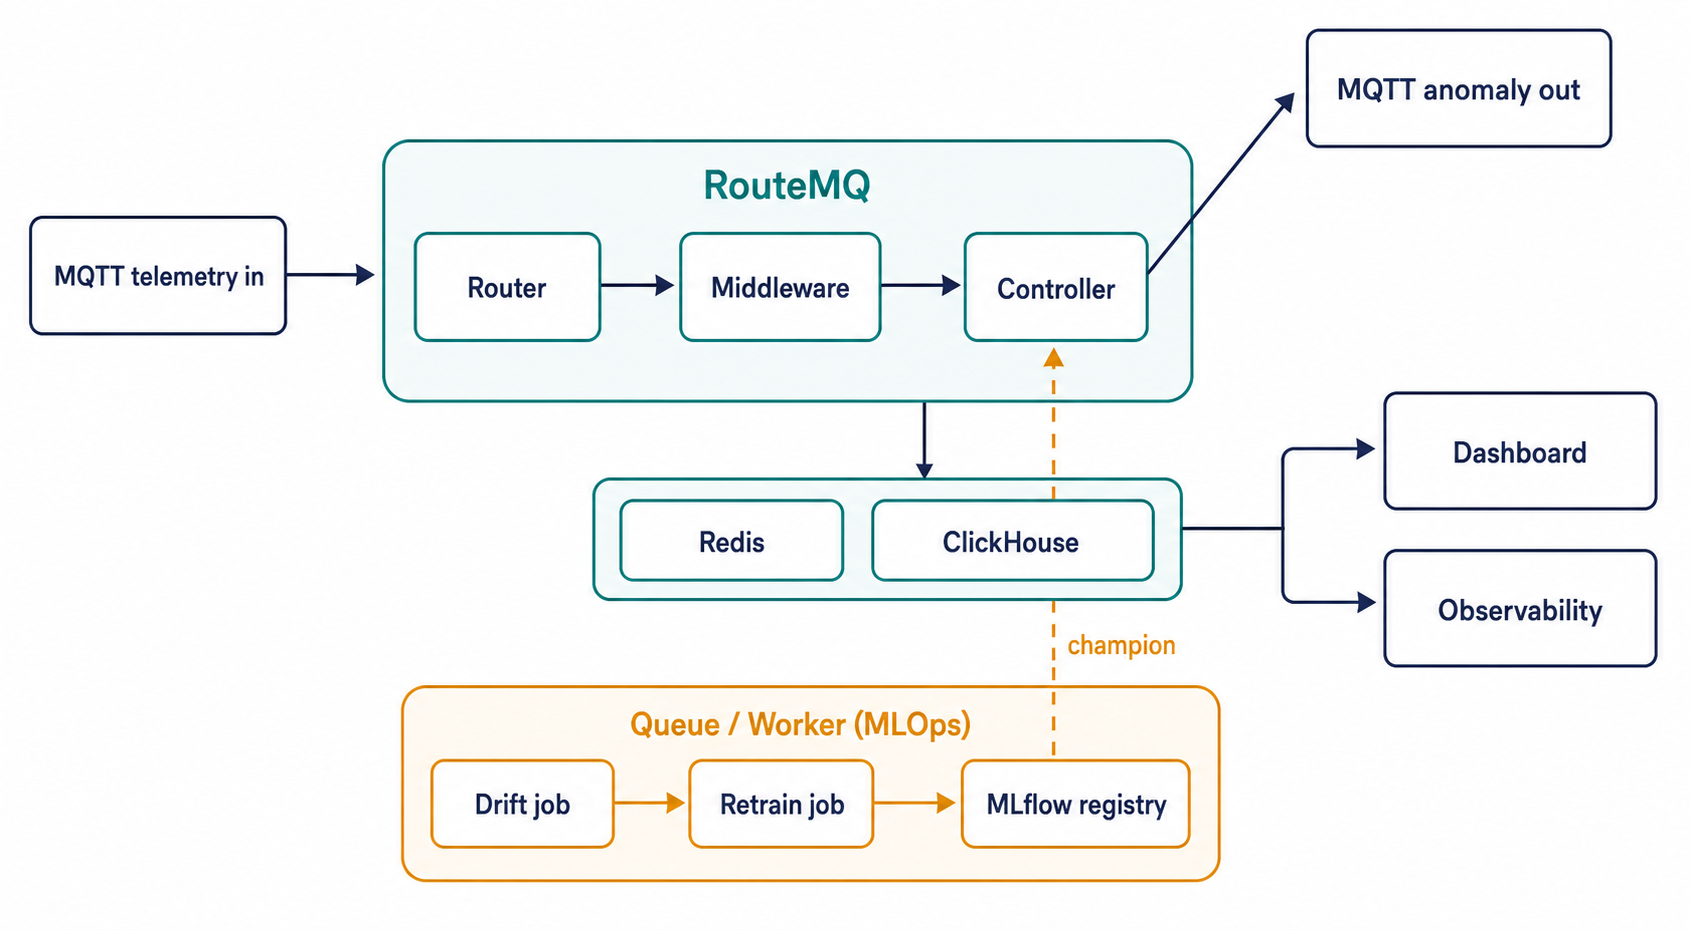 MQTT anomaly out
RouteMQ
MQTT telemetry in
Router
Middleware
Controller
Dashboard
Redis
ClickHouse
Observability
champion
Queue / Worker (MLOps)
Drift job
Retrain job
MLflow registry